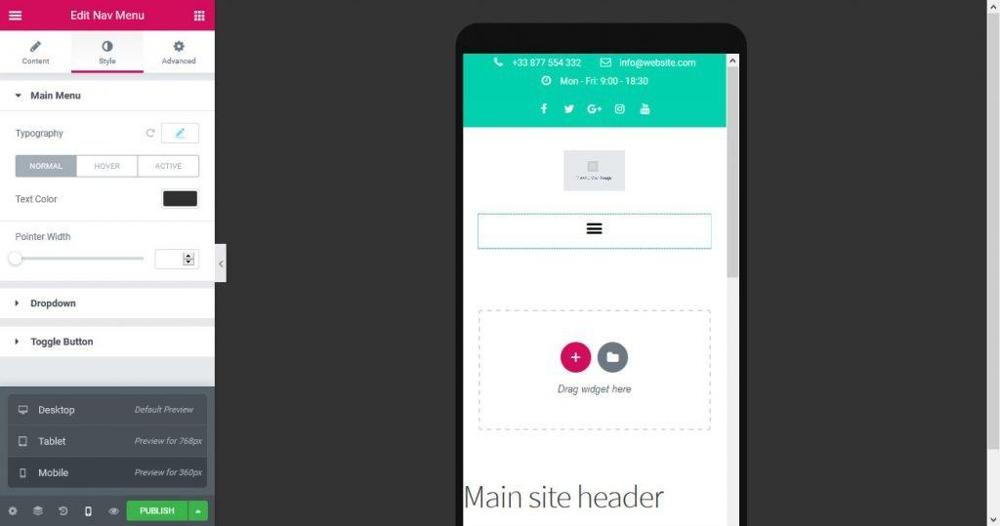 Edit Nav Menu
Content
Style
Advanced
Main Menu
Typography
NORMAL
HOVER
ACTIVE
Text Color
Pointer Width
Dropdown
Toggle Button
Desktop
Default Preview
Tablet
Preview for 768px
Mobile
Preview for 360px
PUBLISH
+33 877 554 332
info@website.com
Mon - Fri: 9:00 - 18:30
G+
You Tube
Drag widget here
Main site header